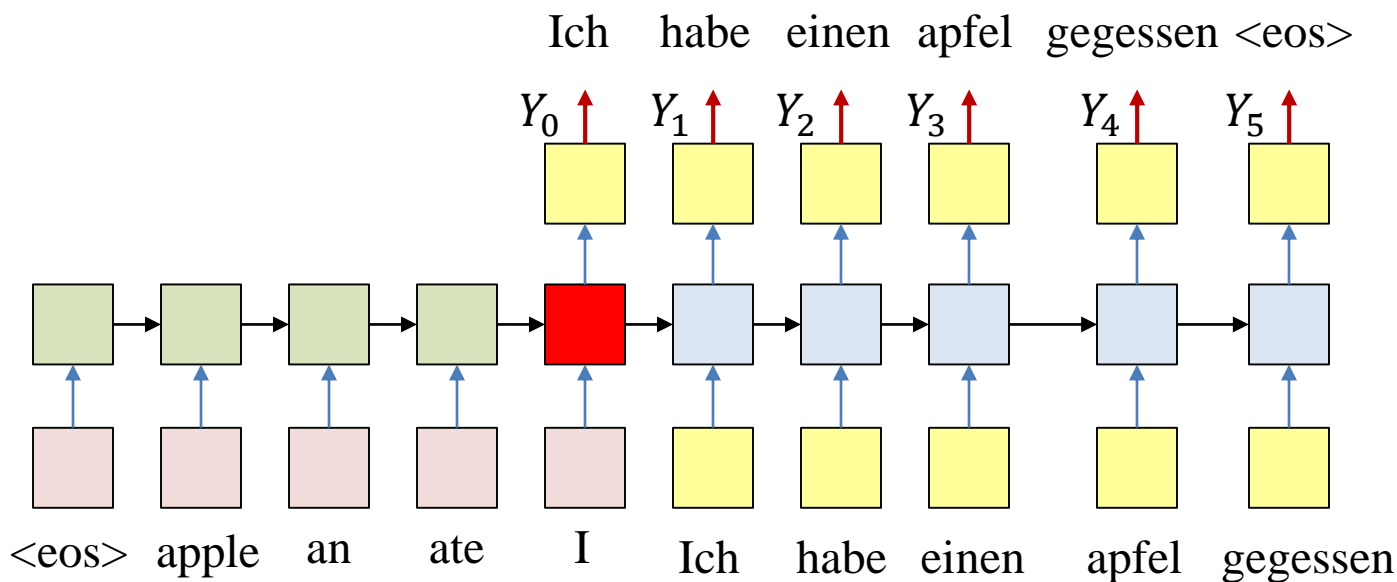 Ich habe einen apfel gegessen <eos>
Y₀ Y₁ Y₂ Y₃ Y₄ Y₅
<eos> apple an ate I Ich habe einen apfel gegessen